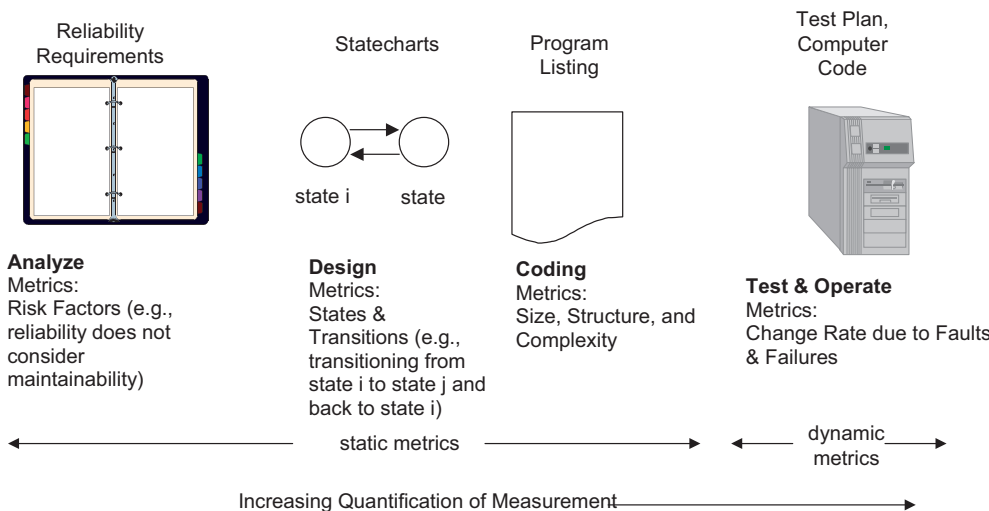 Reliability
Requirements
Statecharts
Program
Listing
Test Plan,
Computer
Code
state i
state
Analyze
Metrics:
Risk Factors (e.g.,
reliability does not
consider
maintainability)
Design
Metrics:
States &
Transitions (e.g.,
transitioning from
state i to state j and
back to state i)
Coding
Metrics:
Size, Structure, and
Complexity
Test & Operate
Metrics:
Change Rate due to Faults
& Failures
static metrics
dynamic
metrics
Increasing Quantification of Measurement